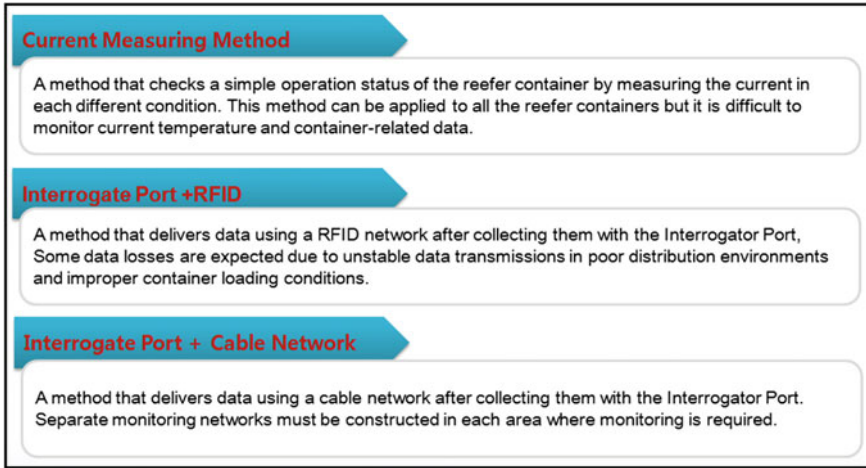 Current Measuring Method
A method that checks a simple operation status of the reefer container by measuring the current in
each different condition. This method can be applied to all the reefer containers but it is difficult to
monitor current temperature and container-related data.
Interrogate Port +RFID
A method that delivers data using a RFID network after collecting them with the Interrogator Port,
Some data losses are expected due to unstable data transmissions in poor distribution environments
and improper container loading conditions.
Interrogate Port + Cable Network
A method that delivers data using a cable network after collecting them with the Interrogator Port.
Separate monitoring networks must be constructed in each area where monitoring is required.